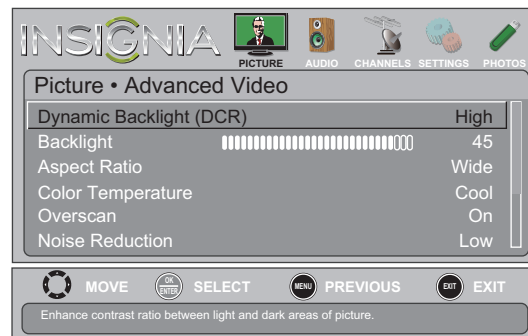 INSIGNIA
PICTURE AUDIO CHANNELS SETTINGS PHOTOS
Picture • Advanced Video
Dynamic Backlight (DCR) High
Backlight 45
Aspect Ratio Wide
Color Temperature Cool
Overscan On
Noise Reduction Low
MOVE OK ENTER SELECT MENU PREVIOUS EXIT EXIT
Enhance contrast ratio between light and dark areas of picture.